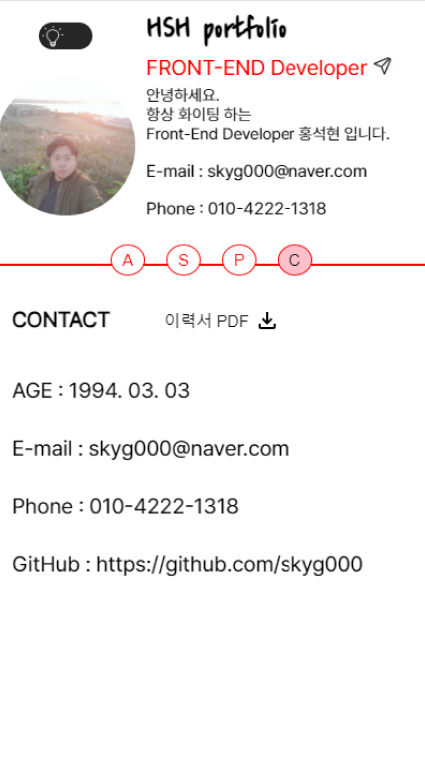 HSH portfolio
FRONT-END Developer
안녕하세요.
항상 화이팅 하는
Front-End Developer 홍석현 입니다.
E-mail : skyg000@naver.com
Phone : 010-4222-1318
A S P C
CONTACT 이력서 PDF
AGE : 1994. 03. 03
E-mail : skyg000@naver.com
Phone : 010-4222-1318
GitHub : https://github.com/skyg000